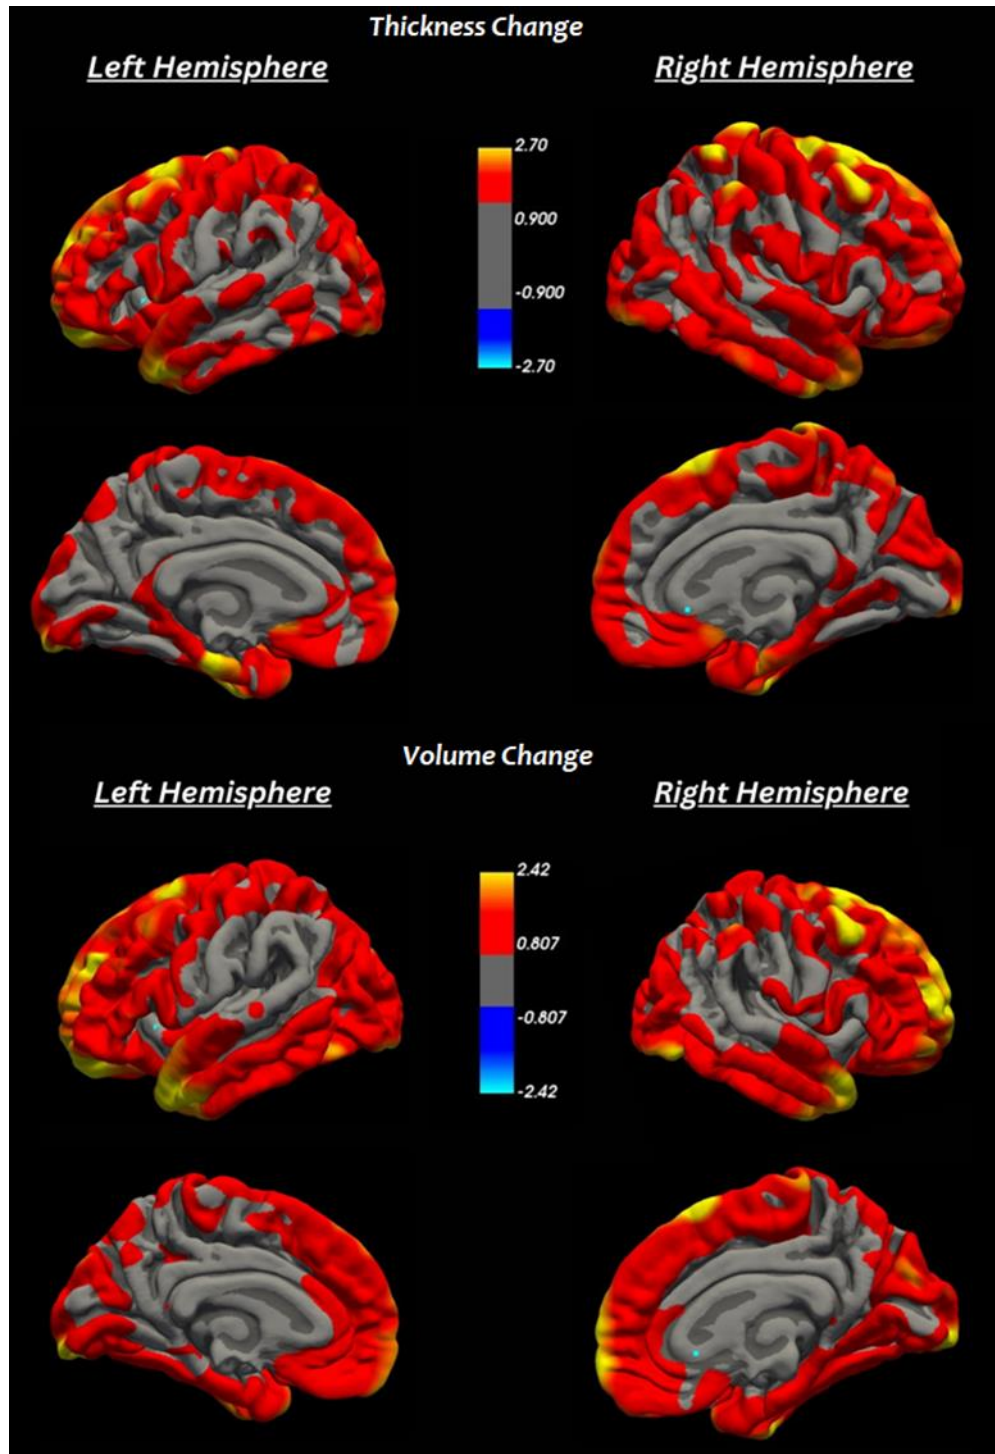 Thickness Change
Left Hemisphere
Right Hemisphere
2.70
0.900
-0.900
-2.70
Volume Change
Left Hemisphere
Right Hemisphere
2.42
0.807
-0.807
-2.42